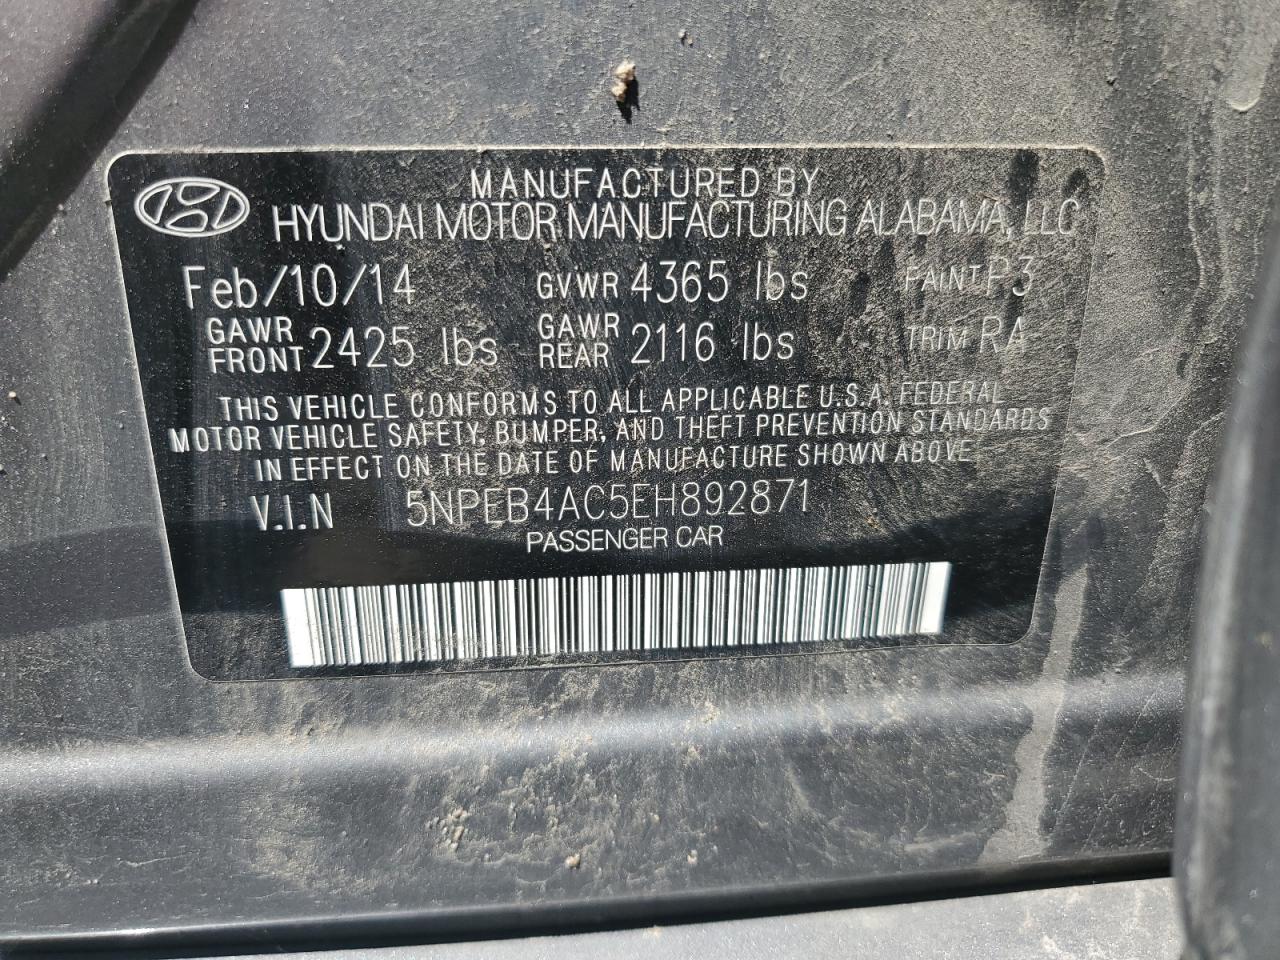 MANUFACTURED BY
HYUNDAI MOTOR MANUFACTURING ALABAMA, LLC
Feb/10/14 GVWR 4365 lbs PAINT P3
GAWR FRONT 2425 lbs GAWR REAR 2116 lbs TRIM RA
THIS VEHICLE CONFORMS TO ALL APPLICABLE U.S.A. FEDERAL
MOTOR VEHICLE SAFETY, BUMPER, AND THEFT PREVENTION STANDARDS
IN EFFECT ON THE DATE OF MANUFACTURE SHOWN ABOVE
V.I.N 5NPEB4AC5EH892871
PASSENGER CAR